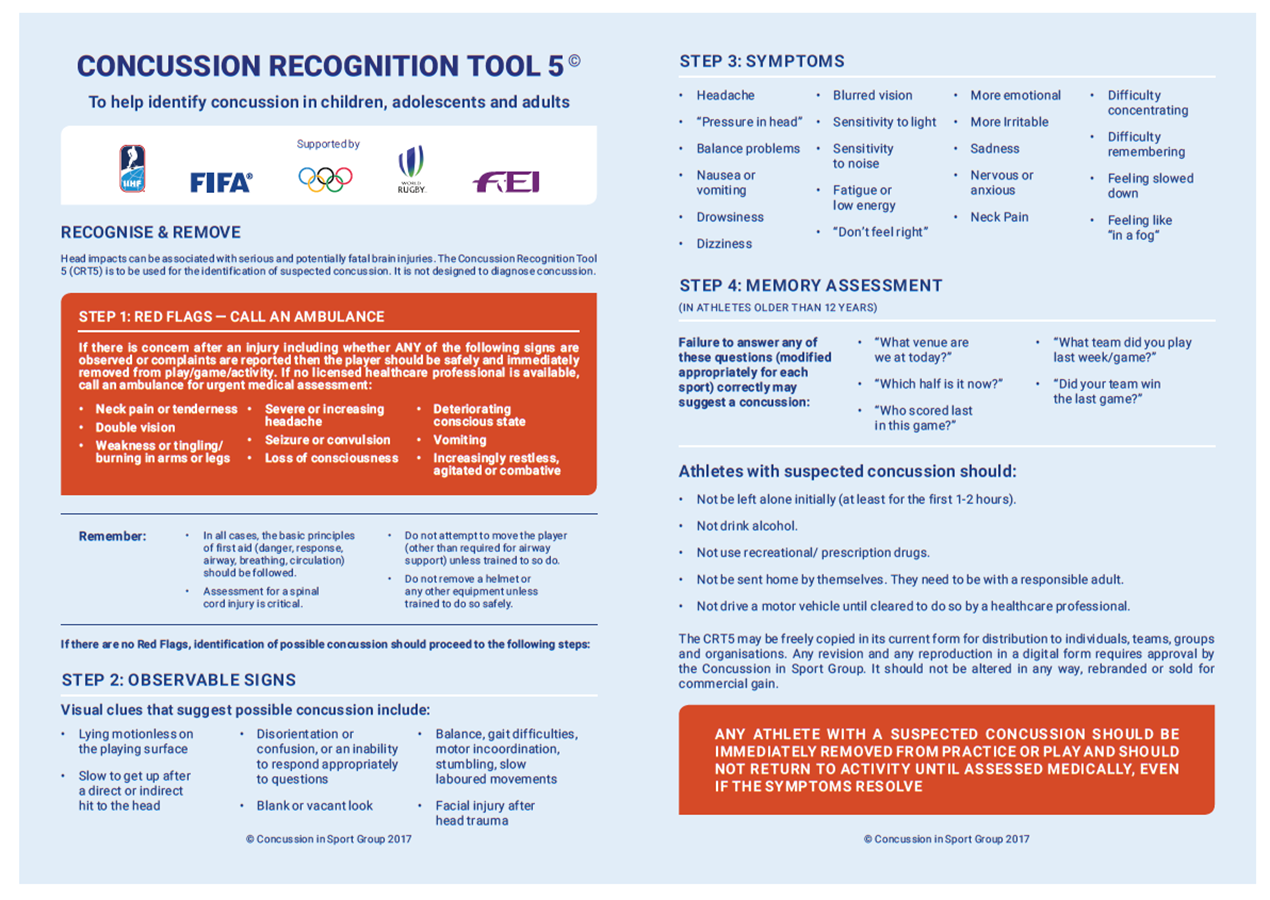 CONCUSSION RECOGNITION TOOL 5©
To help identify concussion in children, adolescents and adults
Supported by
IIHF
FIFA®
WORLD
RUGBY.
FEI
RECOGNISE & REMOVE
Head impacts can be associated with serious and potentially fatal brain injuries. The Concussion Recognition Tool
5 (CRT5) is to be used for the identification of suspected concussion. It is not designed to diagnose concussion.
STEP 1: RED FLAGS — CALL AN AMBULANCE
If there is concern after an injury including whether ANY of the following signs are
observed or complaints are reported then the player should be safely and immediately
removed from play/game/activity. If no licensed healthcare professional is available,
call an ambulance for urgent medical assessment:
• Neck pain or tenderness
• Double vision
• Weakness or tingling/
burning in arms or legs
• Severe or increasing
headache
• Seizure or convulsion
• Loss of consciousness
• Deteriorating
conscious state
• Vomiting
• Increasingly restless,
agitated or combative
Remember:
• In all cases, the basic principles
of first aid (danger, response,
airway, breathing, circulation)
should be followed.
• Assessment for a spinal
cord injury is critical.
• Do not attempt to move the player
(other than required for airway
support) unless trained to so do.
• Do not remove a helmet or
any other equipment unless
trained to do so safely.
If there are no Red Flags, identification of possible concussion should proceed to the following steps:
STEP 2: OBSERVABLE SIGNS
Visual clues that suggest possible concussion include:
• Lying motionless on
the playing surface
• Slow to get up after
a direct or indirect
hit to the head
• Disorientation or
confusion, or an inability
to respond appropriately
to questions
• Blank or vacant look
• Balance, gait difficulties,
motor incoordination,
stumbling, slow
laboured movements
• Facial injury after
head trauma
© Concussion in Sport Group 2017
STEP 3: SYMPTOMS
• Headache
• “Pressure in head”
• Balance problems
• Nausea or
vomiting
• Drowsiness
• Dizziness
• Blurred vision
• Sensitivity to light
• Sensitivity
to noise
• Fatigue or
low energy
• “Don’t feel right”
• More emotional
• More Irritable
• Sadness
• Nervous or
anxious
• Neck Pain
• Difficulty
concentrating
• Difficulty
remembering
• Feeling slowed
down
• Feeling like
“in a fog”
STEP 4: MEMORY ASSESSMENT
(IN ATHLETES OLDER THAN 12 YEARS)
Failure to answer any of
these questions (modified
appropriately for each
sport) correctly may
suggest a concussion:
• “What venue are
we at today?”
• “Which half is it now?”
• “Who scored last
in this game?”
• “What team did you play
last week/game?”
• “Did your team win
the last game?”
Athletes with suspected concussion should:
• Not be left alone initially (at least for the first 1-2 hours).
• Not drink alcohol.
• Not use recreational/ prescription drugs.
• Not be sent home by themselves. They need to be with a responsible adult.
• Not drive a motor vehicle until cleared to do so by a healthcare professional.
The CRT5 may be freely copied in its current form for distribution to individuals, teams, groups
and organisations. Any revision and any reproduction in a digital form requires approval by
the Concussion in Sport Group. It should not be altered in any way, rebranded or sold for
commercial gain.
ANY ATHLETE WITH A SUSPECTED CONCUSSION SHOULD BE
IMMEDIATELY REMOVED FROM PRACTICE OR PLAY AND SHOULD
NOT RETURN TO ACTIVITY UNTIL ASSESSED MEDICALLY, EVEN
IF THE SYMPTOMS RESOLVE
© Concussion in Sport Group 2017